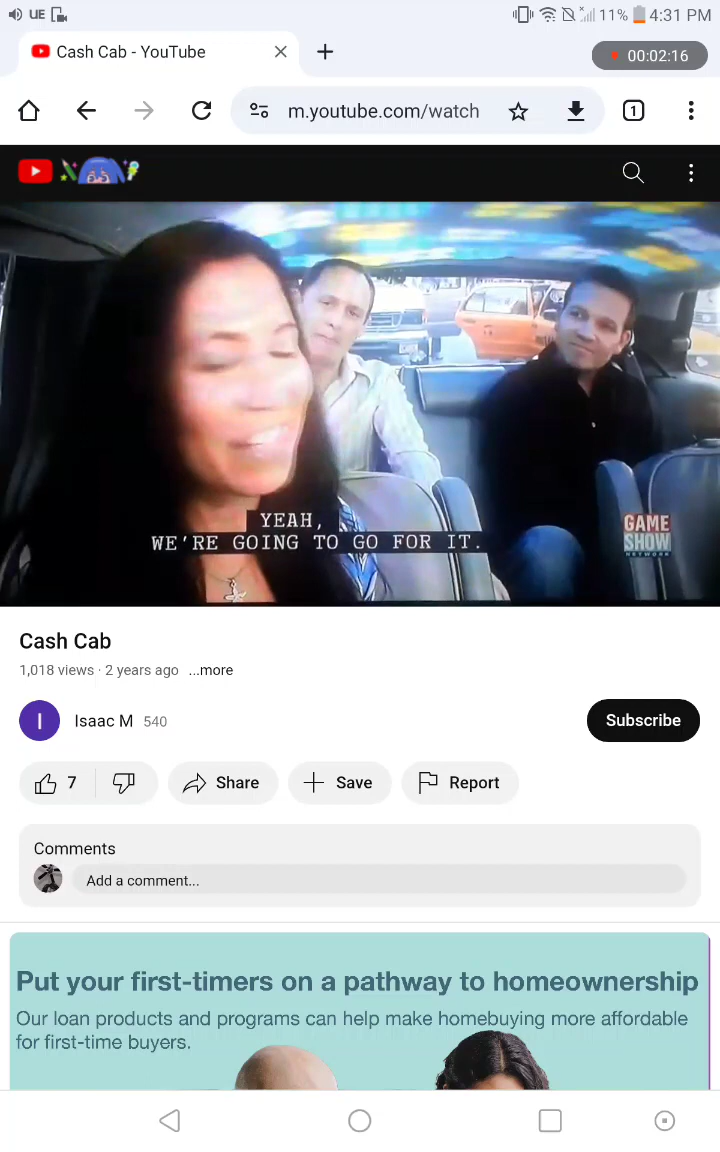 UE 11% 4:31 PM
Cash Cab - YouTube
00:02:16
m.youtube.com/watch 1
YEAH,
WE'RE GOING TO GO FOR IT.
GAME
SHOW
NETWORK
Cash Cab
1,018 views · 2 years ago ...more
I Isaac M 540 Subscribe
7 Share Save Report
Comments
Add a comment...
Put your first-timers on a pathway to homeownership
Our loan products and programs can help make homebuying more affordable
for first-time buyers.